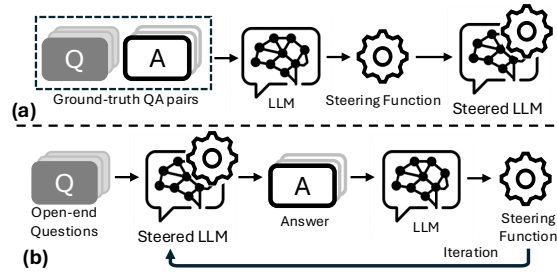 Q
A
Ground-truth QA pairs
LLM
Steering Function
Steered LLM
(a)
Q
A
Open-end
Questions
Steered LLM
Answer
LLM
Steering
Function
Iteration
(b)